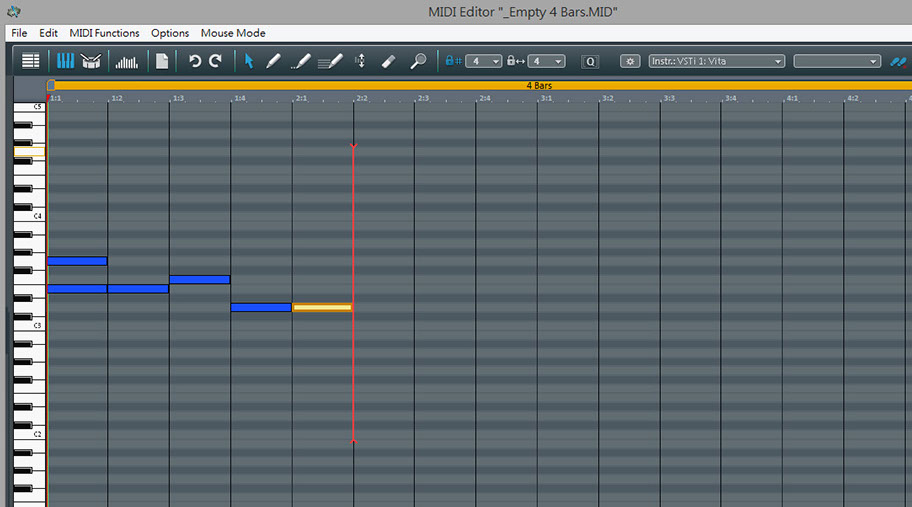 MIDI Editor "_Empty 4 Bars.MID"
File Edit MIDI Functions Options Mouse Mode
4 4 Q Instr.: VSTi 1: Vita
4 Bars
1:1 1:2 1:3 1:4 2:1 2:2 2:3 2:4 3:1 3:2 3:3 3:4 4:1 4:2 4
C5
C4
C3
C2